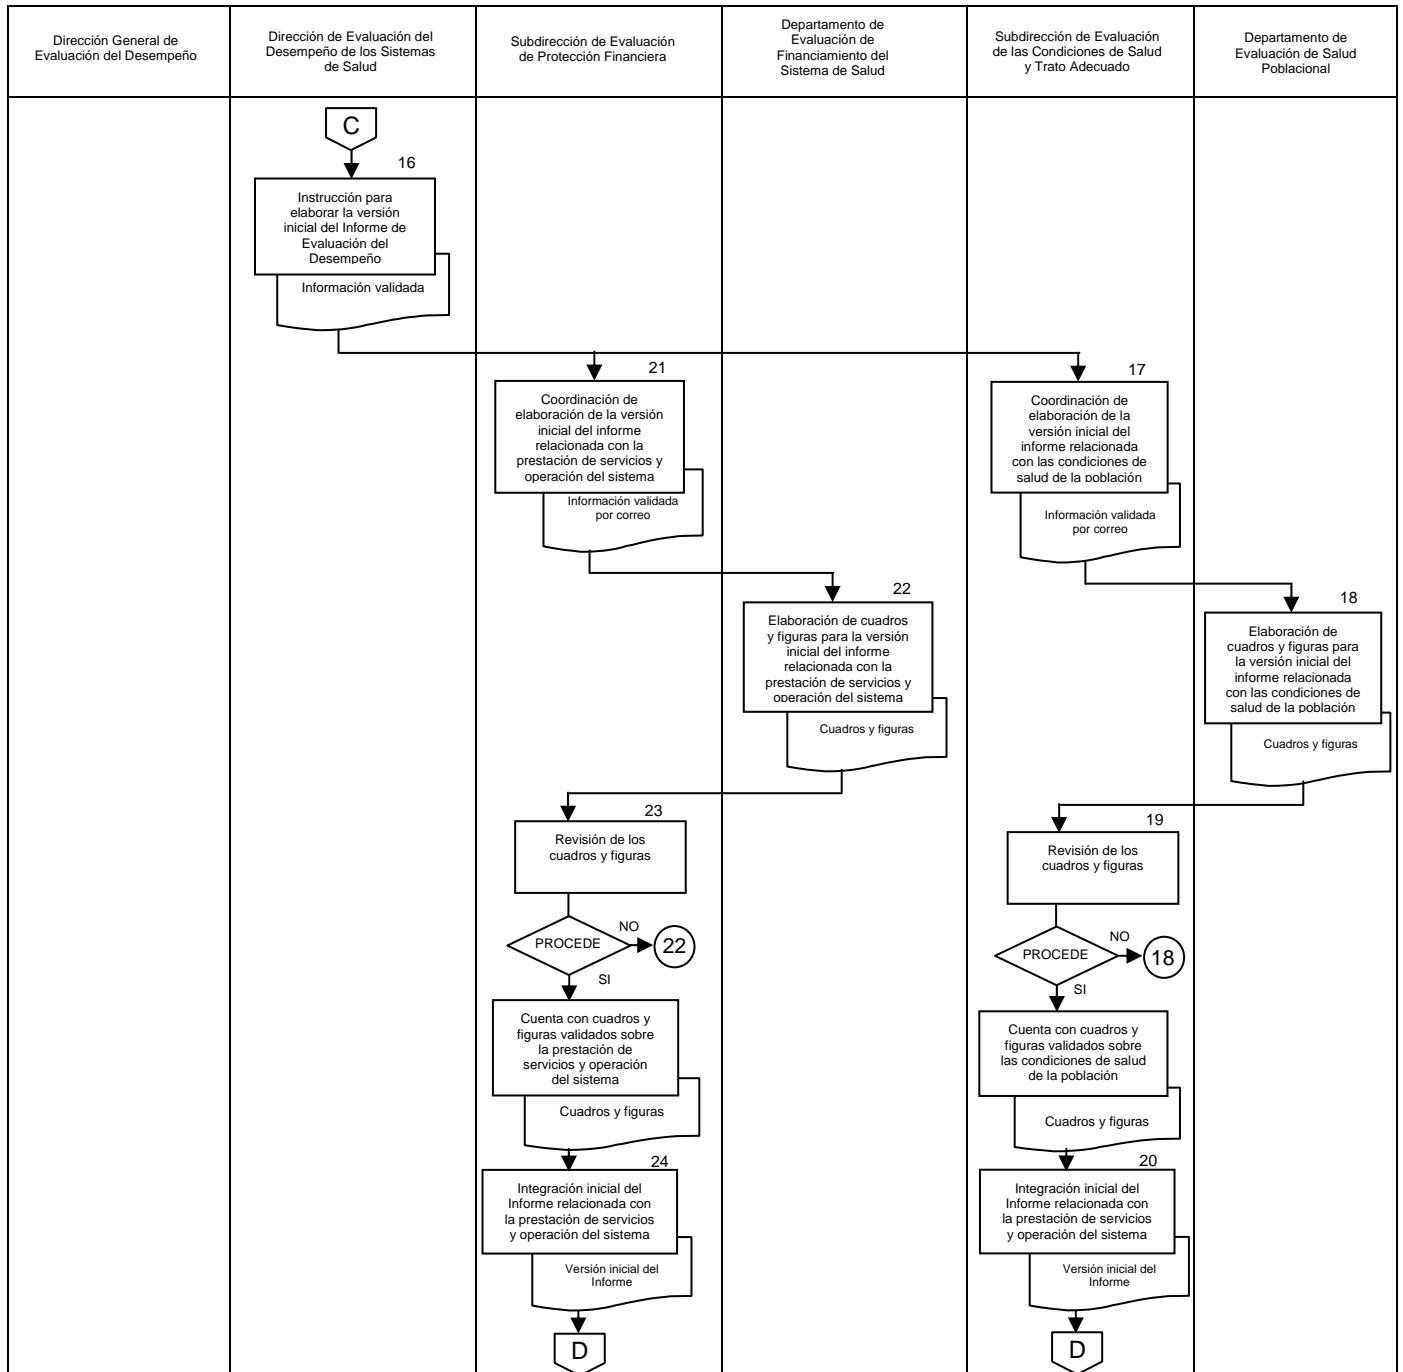 Dirección General de
Evaluación del Desempeño
Dirección de Evaluación del
Desempeño de los Sistemas
de Salud
Subdirección de Evaluación
de Protección Financiera
Departamento de
Evaluación de
Financiamiento del
Sistema de Salud
Subdirección de Evaluación
de las Condiciones de Salud
y Trato Adecuado
Departamento de
Evaluación de Salud
Poblacional
C
16
Instrucción para
elaborar la versión
inicial del Informe de
Evaluación del
Desempeño
Información validada
21
Coordinación de
elaboración de la versión
inicial del informe
relacionada con la
prestación de servicios y
operación del sistema
Información validada
por correo
17
Coordinación de
elaboración de la
versión inicial del
informe relacionada
con las condiciones de
salud de la población
Información validada
por correo
22
Elaboración de cuadros
y figuras para la versión
inicial del informe
relacionada con la
prestación de servicios y
operación del sistema
Cuadros y figuras
18
Elaboración de
cuadros y figuras para
la versión inicial del
informe relacionada
con las condiciones de
salud de la población
Cuadros y figuras
23
Revisión de los
cuadros y figuras
PROCEDE
NO
22
SI
Cuenta con cuadros y
figuras validados sobre
la prestación de
servicios y operación
del sistema
Cuadros y figuras
24
Integración inicial del
Informe relacionada con
la prestación de servicios
y operación del sistema
Versión inicial del
Informe
D
19
Revisión de los
cuadros y figuras
PROCEDE
NO
18
SI
Cuenta con cuadros y
figuras validados sobre
las condiciones de salud
de la población
Cuadros y figuras
20
Integración inicial del
Informe relacionada con
la prestación de servicios
y operación del sistema
Versión inicial del
Informe
D